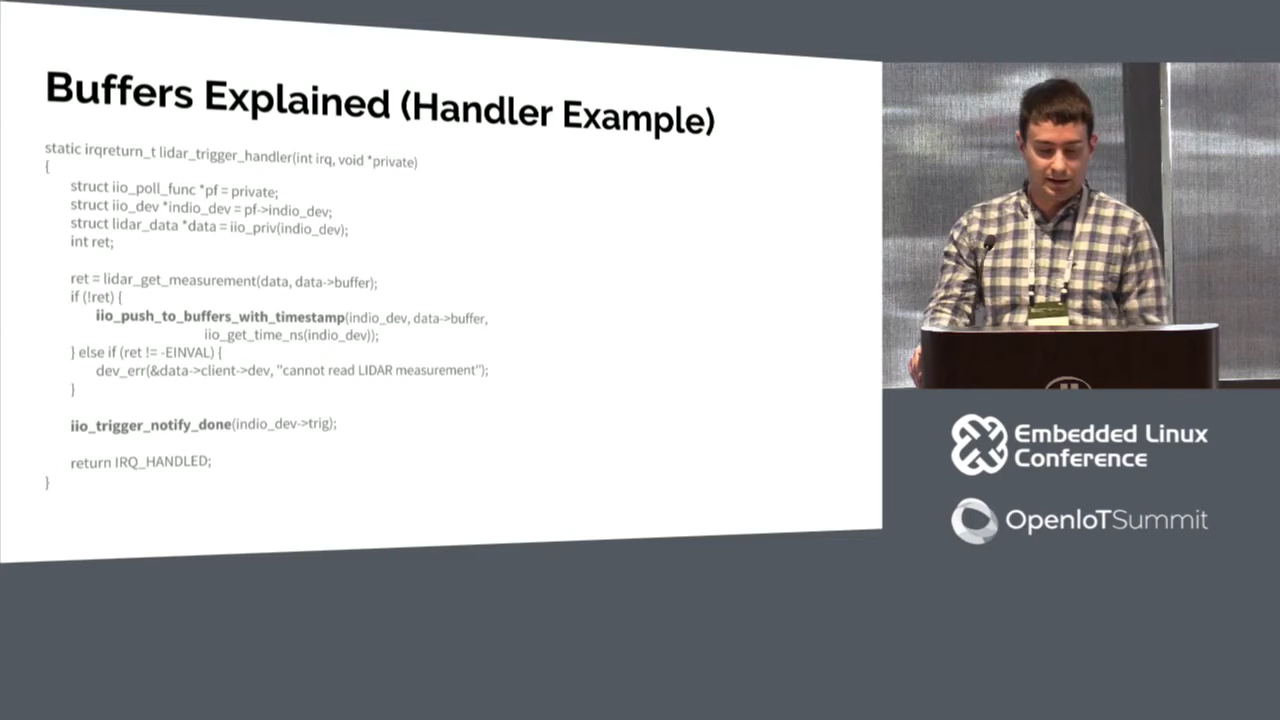 Buffers Explained (Handler Example)
static irqreturn_t lidar_trigger_handler(int irq, void *private)
{
struct iio_poll_func *pf = private;
struct iio_dev *indio_dev = pf->indio_dev;
struct lidar_data *data = iio_priv(indio_dev);
int ret;
ret = lidar_get_measurement(data, data->buffer);
if (!ret) {
iio_push_to_buffers_with_timestamp(indio_dev, data->buffer,
iio_get_time_ns(indio_dev));
} else if (ret != -EINVAL) {
dev_err(&data->client->dev, "cannot read LIDAR measurement");
}
iio_trigger_notify_done(indio_dev->trig);
return IRQ_HANDLED;
}
Embedded Linux
Conference
OpenIoTSummit